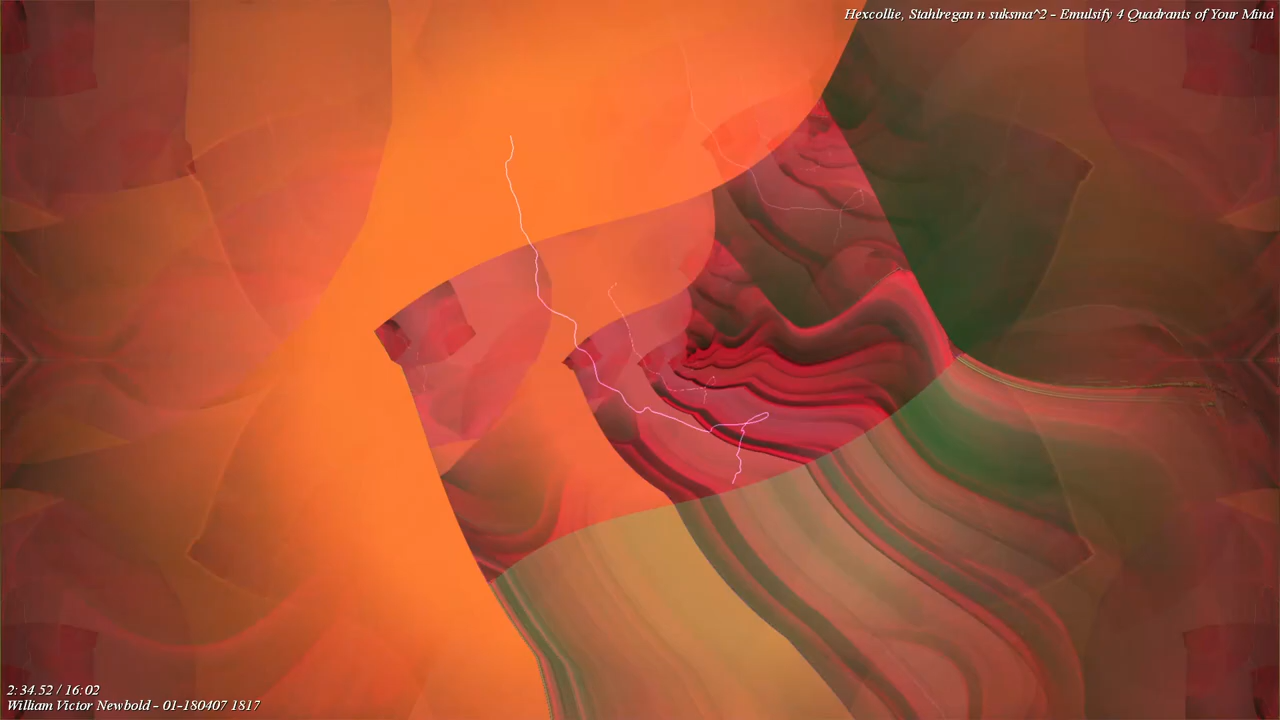 Hexcollie, Stahlregan n suksma^2 - Emulsify 4 Quadrants of Your Mind
2:34.52 / 16:02
William Victor Newbold - 01-180407 1817